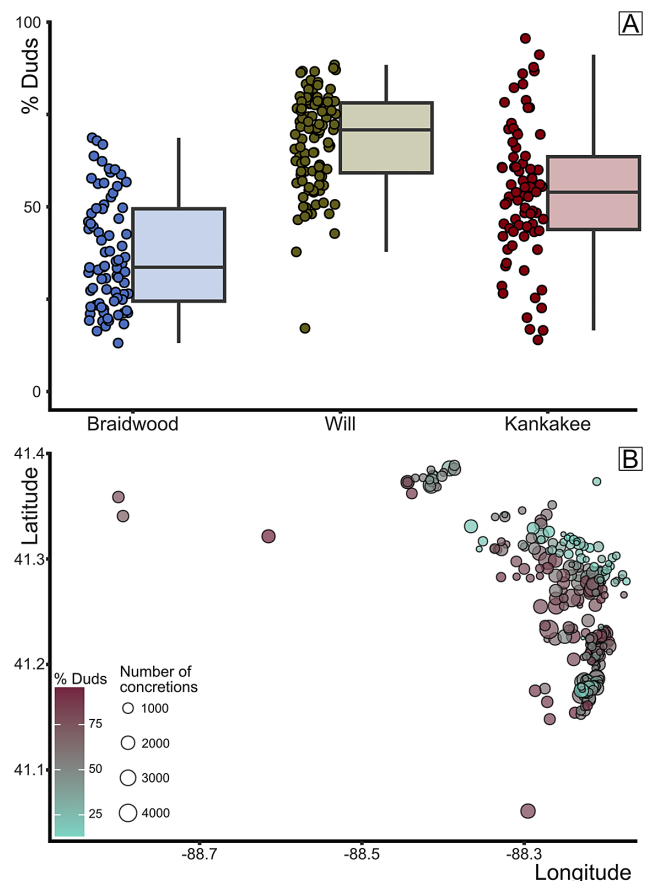 A
% Duds
100
50
0
Braidwood
Will
Kankakee
B
Latitude
41.4
41.3
41.2
41.1
% Duds
75
50
25
Number of
concretions
1000
2000
3000
4000
-88.7
-88.5
-88.3
Longitude